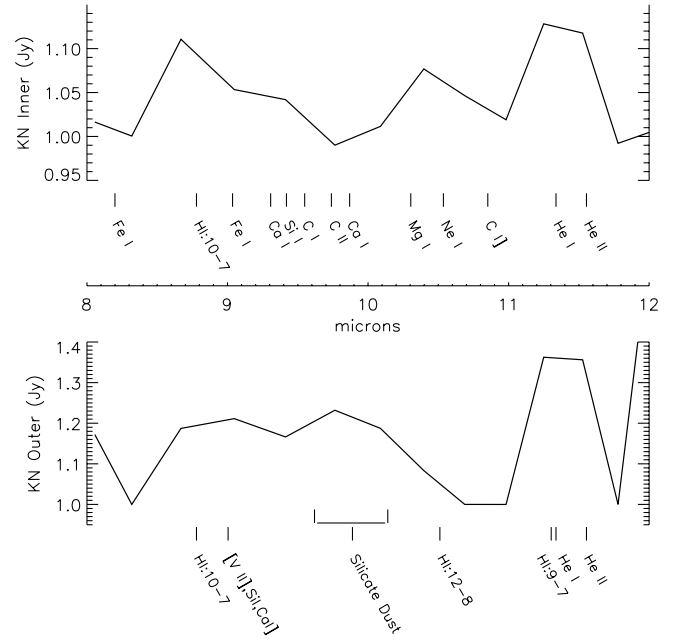 KN Inner (Jy)
1.10
1.05
1.00
0.95
Fe I
HI:10-7
Fe I
Ca I
Si I
C I
C II
Ca I
Mg I
Ne I
C I]
He I
He II
8
9
10
11
12
microns
KN Outer (Jy)
1.4
1.3
1.2
1.1
1.0
HI:10-7
[V II],SiI,CaI]
Silicate Dust
HI:12-8
HI:9-7
He I
He II